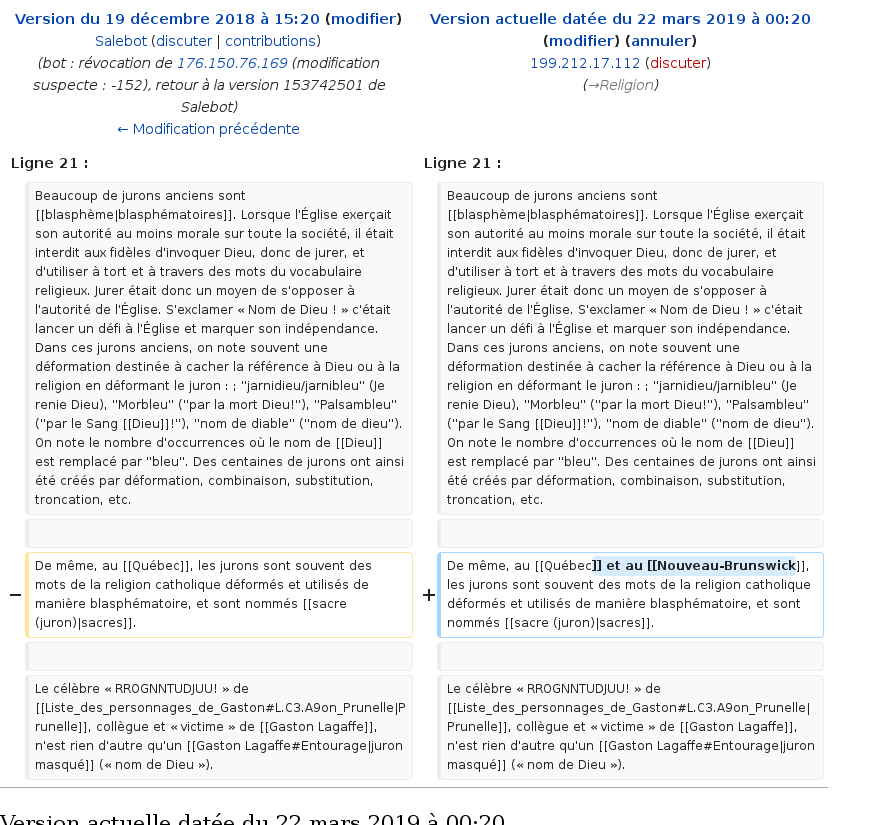 Version du 19 décembre 2018 à 15:20 (modifier)
Salebot (discuter | contributions)
(bot : révocation de 176.150.76.169 (modification
suspecte : -152), retour à la version 153742501 de
Salebot)
← Modification précédente
Version actuelle datée du 22 mars 2019 à 00:20
(modifier) (annuler)
199.212.17.112 (discuter)
(→Religion)
Ligne 21 :
Beaucoup de jurons anciens sont
[[blasphème|blasphématoires]]. Lorsque l'Église exerçait
son autorité au moins morale sur toute la société, il était
interdit aux fidèles d'invoquer Dieu, donc de jurer, et
d'utiliser à tort et à travers des mots du vocabulaire
religieux. Jurer était donc un moyen de s'opposer à
l'autorité de l'Église. S'exclamer « Nom de Dieu ! » c'était
lancer un défi à l'Église et marquer son indépendance.
Dans ces jurons anciens, on note souvent une
déformation destinée à cacher la référence à Dieu ou à la
religion en déformant le juron : ; ''jarnidieu/jarnibleu'' (Je
renie Dieu), ''Morbleu'' (''par la mort Dieu!''), ''Palsambleu''
(''par le Sang [[Dieu]]!''), ''nom de diable'' (''nom de dieu'').
On note le nombre d'occurrences où le nom de [[Dieu]]
est remplacé par ''bleu''. Des centaines de jurons ont ainsi
été créés par déformation, combinaison, substitution,
troncation, etc.
− De même, au [[Québec]], les jurons sont souvent des
mots de la religion catholique déformés et utilisés de
manière blasphématoire, et sont nommés [[sacre
(juron)|sacres]].
Le célèbre « RROGNNTUDJUU! » de
[[Liste_des_personnages_de_Gaston#L.C3.A9on_Prunelle|P
runelle]], collègue et « victime » de [[Gaston Lagaffe]],
n'est rien d'autre qu'un [[Gaston Lagaffe#Entourage|juron
masqué]] (« nom de Dieu »).
Ligne 21 :
Beaucoup de jurons anciens sont
[[blasphème|blasphématoires]]. Lorsque l'Église exerçait
son autorité au moins morale sur toute la société, il était
interdit aux fidèles d'invoquer Dieu, donc de jurer, et
d'utiliser à tort et à travers des mots du vocabulaire
religieux. Jurer était donc un moyen de s'opposer à
l'autorité de l'Église. S'exclamer « Nom de Dieu ! » c'était
lancer un défi à l'Église et marquer son indépendance.
Dans ces jurons anciens, on note souvent une
déformation destinée à cacher la référence à Dieu ou à la
religion en déformant le juron : ; ''jarnidieu/jarnibleu'' (Je
renie Dieu), ''Morbleu'' (''par la mort Dieu!''), ''Palsambleu''
(''par le Sang [[Dieu]]!''), ''nom de diable'' (''nom de dieu'').
On note le nombre d'occurrences où le nom de [[Dieu]]
est remplacé par ''bleu''. Des centaines de jurons ont ainsi
été créés par déformation, combinaison, substitution,
troncation, etc.
+ De même, au [[Québec]] et au [[Nouveau-Brunswick]],
les jurons sont souvent des mots de la religion catholique
déformés et utilisés de manière blasphématoire, et sont
nommés [[sacre (juron)|sacres]].
Le célèbre « RROGNNTUDJUU! » de
[[Liste_des_personnages_de_Gaston#L.C3.A9on_Prunelle|
Prunelle]], collègue et « victime » de [[Gaston Lagaffe]],
n'est rien d'autre qu'un [[Gaston Lagaffe#Entourage|juron
masqué]] (« nom de Dieu »).
Version actuelle datée du 22 mars 2019 à 00:20